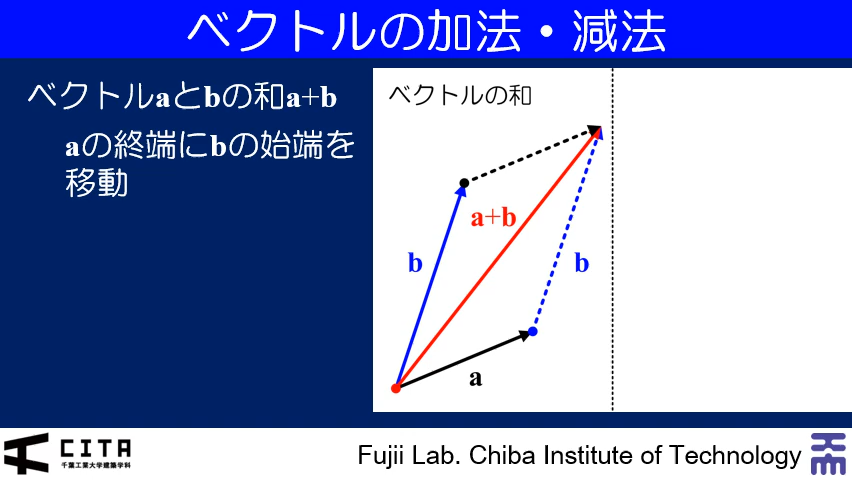 ベクトルの加法・減法
ベクトルaとbの和a+b
aの終端にbの始端を
移動
ベクトルの和
a+b
b
b
a
CITA
千葉工業大学建築学科
Fujii Lab. Chiba Institute of Technology